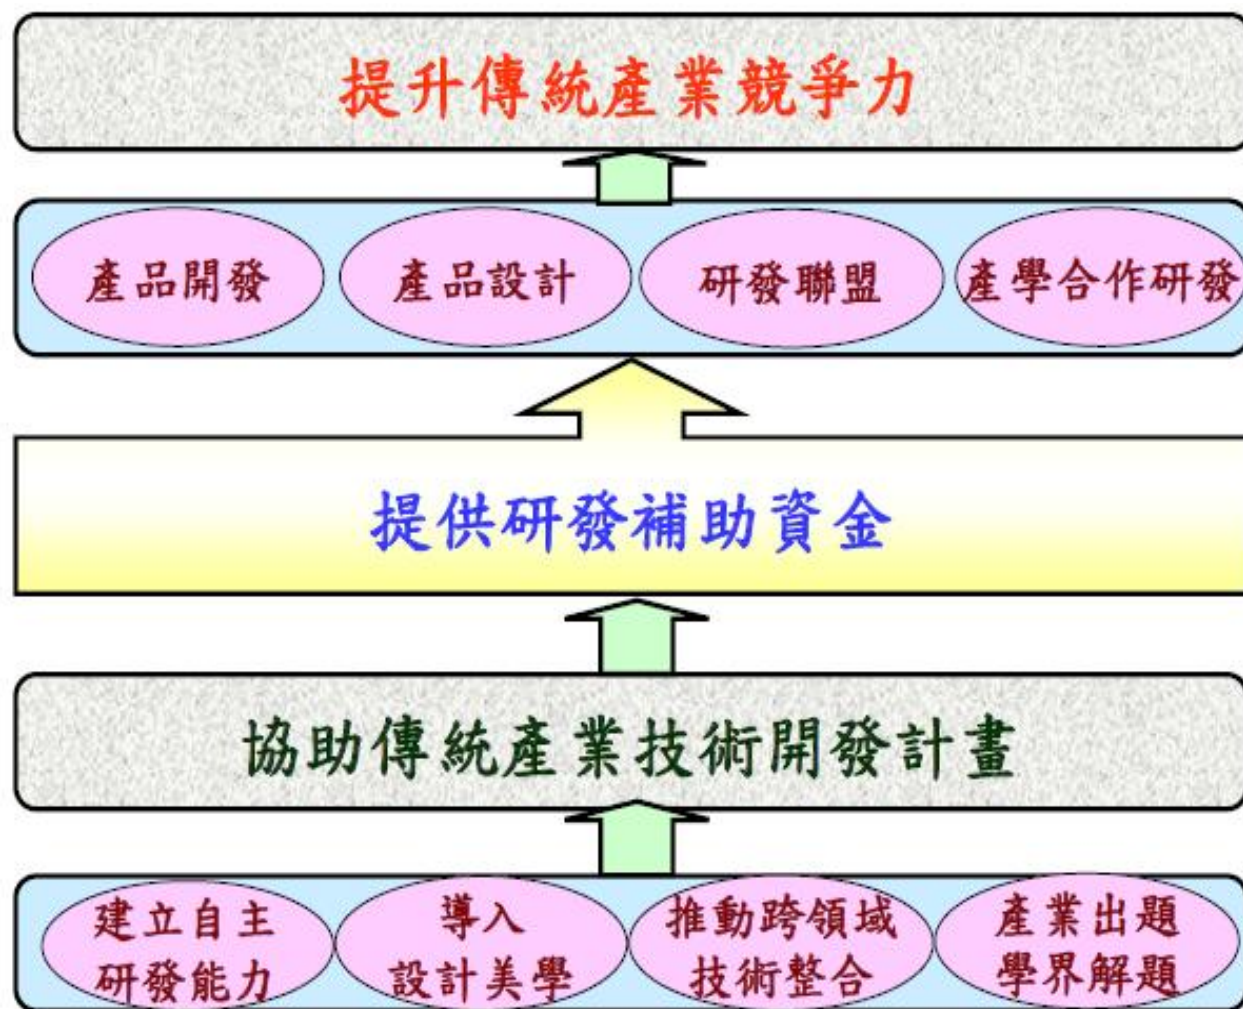 提升傳統產業競爭力
產品開發
產品設計
研發聯盟
產學合作研發
提供研發補助資金
協助傳統產業技術開發計畫
建立自主
研發能力
導入
設計美學
推動跨領域
技術整合
產業出題
學界解題